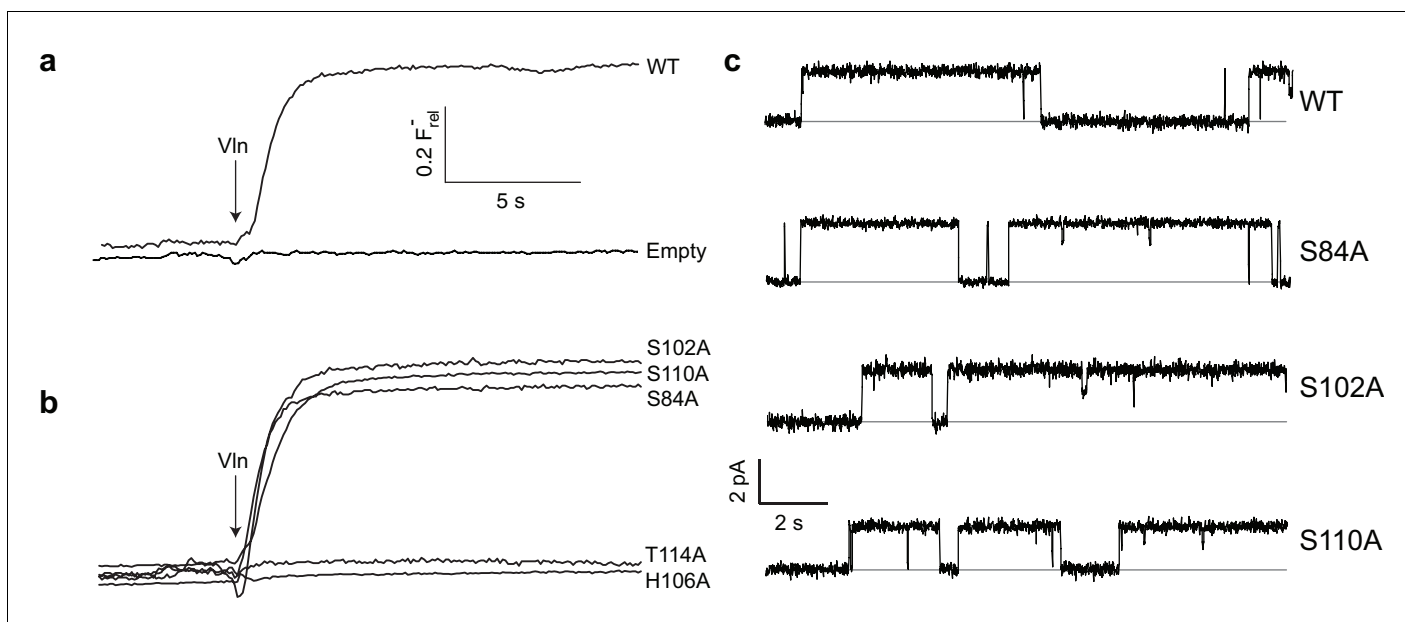 a
WT
Vln
0.2 F⁻rel
5 s
Empty
b
S102A
S110A
S84A
Vln
T114A
H106A
c
WT
S84A
S102A
2 pA
2 s
S110A